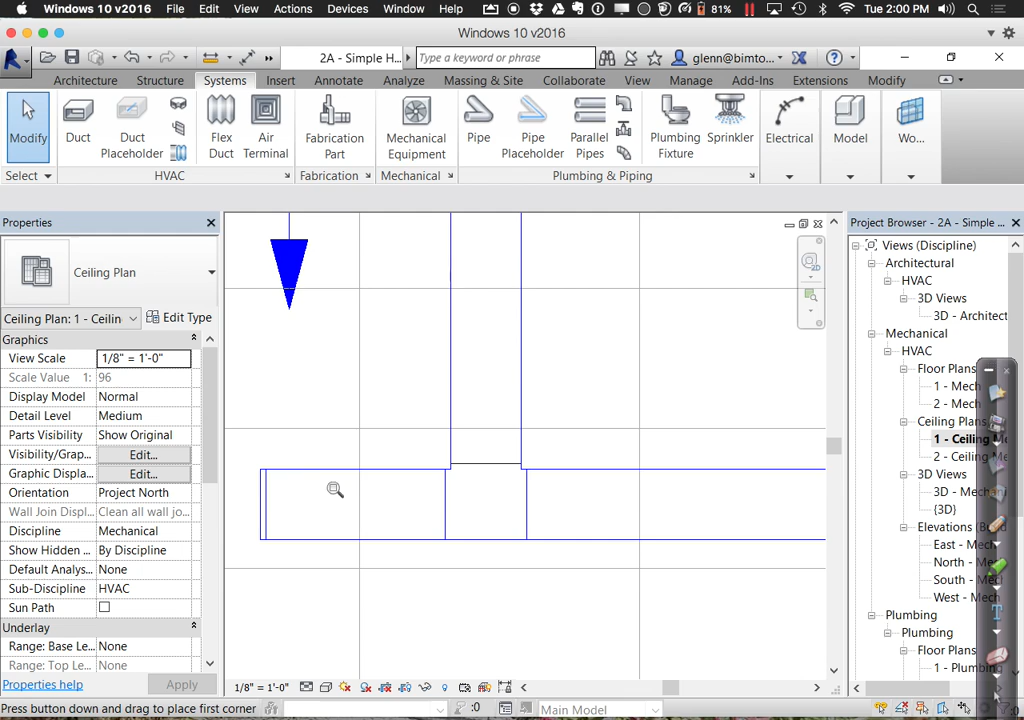 Windows 10 v2016 File Edit View Actions Devices Window Help 81% Tue 2:00 PM
Windows 10 v2016
2A - Simple H... Type a keyword or phrase glenn@bimto...
Architecture Structure Systems Insert Annotate Analyze Massing & Site Collaborate View Manage Add-Ins Extensions Modify
Modify Duct Duct Placeholder Flex Duct Air Terminal Fabrication Part Mechanical Equipment Pipe Pipe Placeholder Parallel Pipes Plumbing Fixture Sprinkler Electrical Model Wo...
Select HVAC Fabrication Mechanical Plumbing & Piping
Properties
Project Browser - 2A - Simple ...
Ceiling Plan
Ceiling Plan: 1 - Ceilin Edit Type
Graphics
View Scale 1/8" = 1'-0"
Scale Value 1: 96
Display Model Normal
Detail Level Medium
Parts Visibility Show Original
Visibility/Grap... Edit...
Graphic Displa... Edit...
Orientation Project North
Wall Join Displ... Clean all wall jo...
Discipline Mechanical
Show Hidden ... By Discipline
Default Analys... None
Sub-Discipline HVAC
Sun Path
Underlay
Range: Base Le... None
Range: Top Le... None
Properties help Apply
2D
Views (Discipline)
Architectural
HVAC
3D Views
3D - Architect
Mechanical
HVAC
Floor Plans
1 - Mech
2 - Mech
Ceiling Plans
1 - Ceiling
2 - Ceiling
3D Views
3D - Mechan
{3D}
Elevations (Bu
East - Mech
North - Me
South - Me
West - Mech
Plumbing
Plumbing
Floor Plans
1 - Plumbin
T
1/8" = 1'-0"
Press button down and drag to place first corner :0 Main Model :0